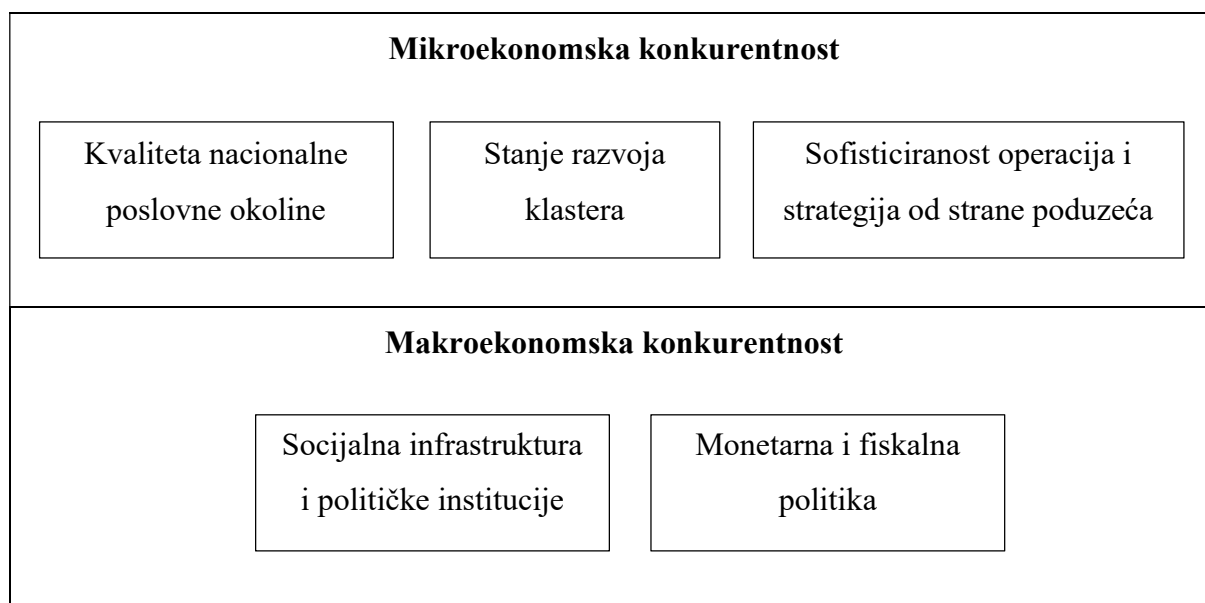 Mikroekonomska konkurentnost
Kvaliteta nacionalne
poslovne okoline
Stanje razvoja
klastera
Sofisticiranost operacija i
strategija od strane poduzeća
Makroekonomska konkurentnost
Socijalna infrastruktura
i političke institucije
Monetarna i fiskalna
politika